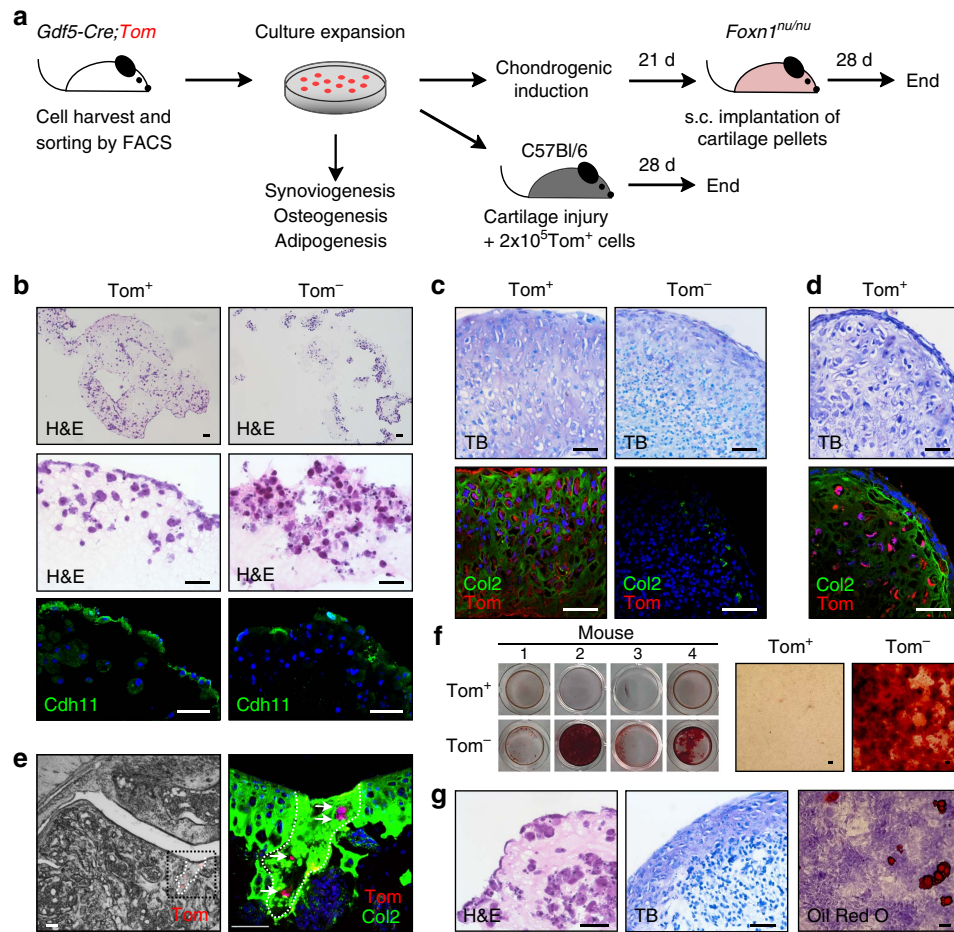 a
Gdf5-Cre;Tom
Cell harvest and
sorting by FACS
Culture expansion
Synoviogenesis
Osteogenesis
Adipogenesis
Chondrogenic
induction
21 d
Foxn1nu/nu
s.c. implantation of
cartilage pellets
28 d
End
C57Bl/6
Cartilage injury
+ 2x10⁵Tom⁺ cells
28 d
End
b
Tom⁺ Tom⁻
H&E H&E
H&E H&E
Cdh11 Cdh11
c
Tom⁺ Tom⁻
TB TB
Col2 Col2
Tom Tom
d
Tom⁺
TB
Col2
Tom
e
Tom
Tom
Col2
f
Mouse
1 2 3 4
Tom⁺
Tom⁻
Tom⁺ Tom⁻
g
H&E TB Oil Red O